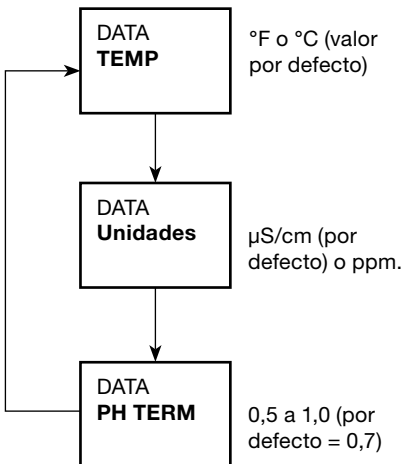 DATA
TEMP
°F o °C (valor
por defecto)
DATA
Unidades
µS/cm (por
defecto) o ppm.
DATA
PH TERM
0,5 a 1,0 (por
defecto = 0,7)